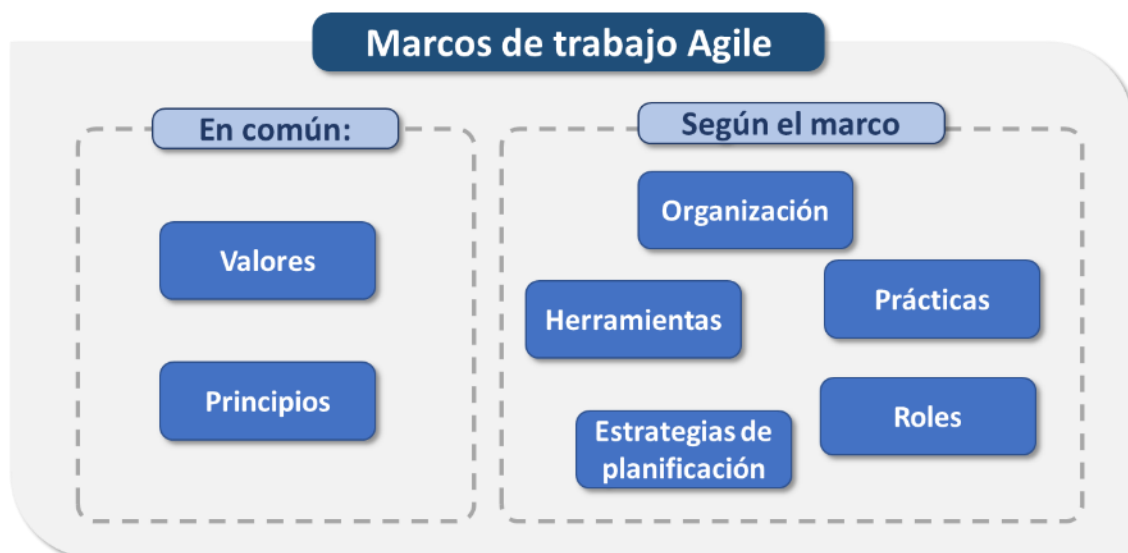 Marcos de trabajo Agile
En común:
Valores
Principios
Según el marco
Organización
Herramientas
Prácticas
Estrategias de
planificación
Roles